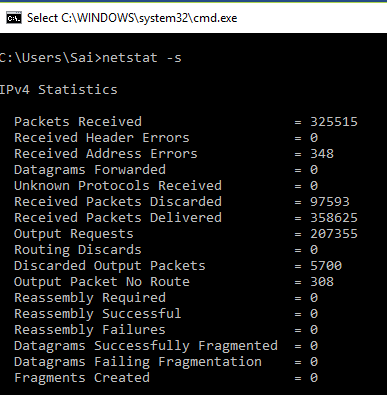 Select C:\WINDOWS\system32\cmd.exe
C:\Users\Sai>netstat -s
IPv4 Statistics
Packets Received = 325515
Received Header Errors = 0
Received Address Errors = 348
Datagrams Forwarded = 0
Unknown Protocols Received = 0
Received Packets Discarded = 97593
Received Packets Delivered = 358625
Output Requests = 207355
Routing Discards = 0
Discarded Output Packets = 5700
Output Packet No Route = 308
Reassembly Required = 0
Reassembly Successful = 0
Reassembly Failures = 0
Datagrams Successfully Fragmented = 0
Datagrams Failing Fragmentation = 0
Fragments Created = 0